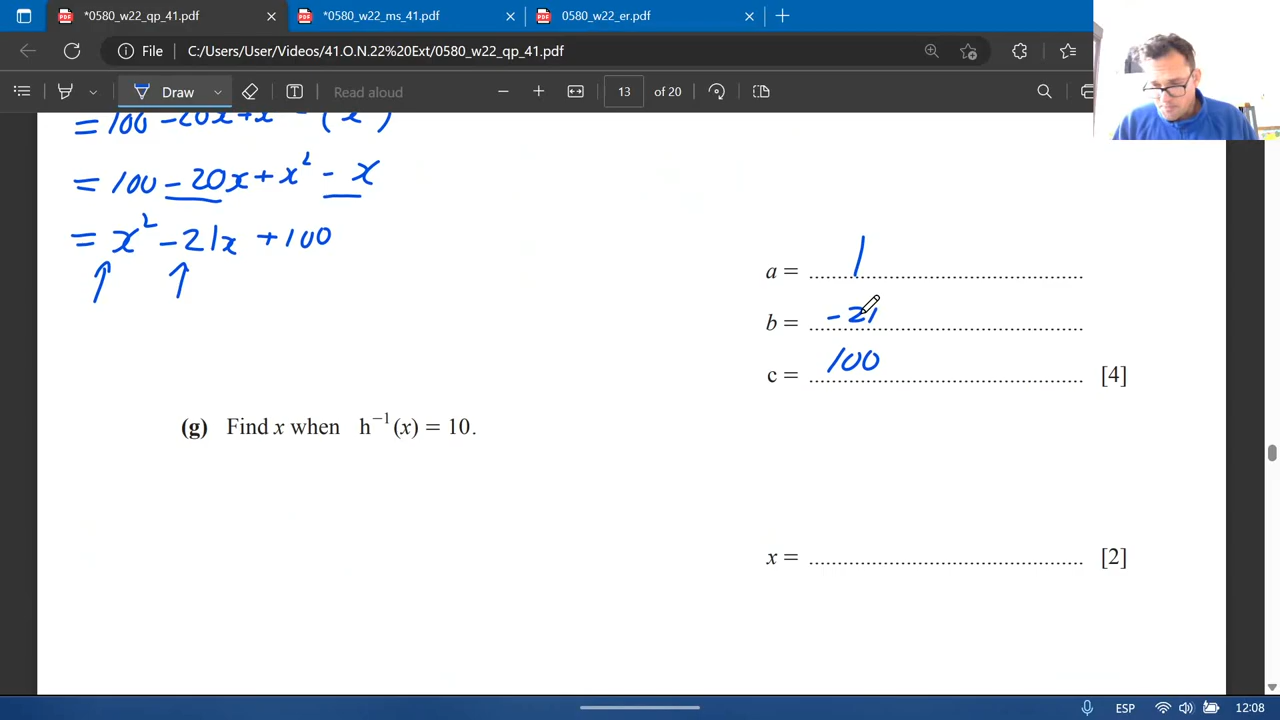 *0580_w22_qp_41.pdf
*0580_w22_ms_41.pdf
0580_w22_er.pdf
File
C:/Users/User/Videos/41.O.N.22%20Ext/0580_w22_qp_41.pdf
Draw
Read aloud
13 of 20
= 100 - 20x + x² - x
= x² - 21x + 100
a = 1
b = -21
c = 100 [4]
(g) Find x when h⁻¹(x) = 10.
x = [2]
ESP
12:08